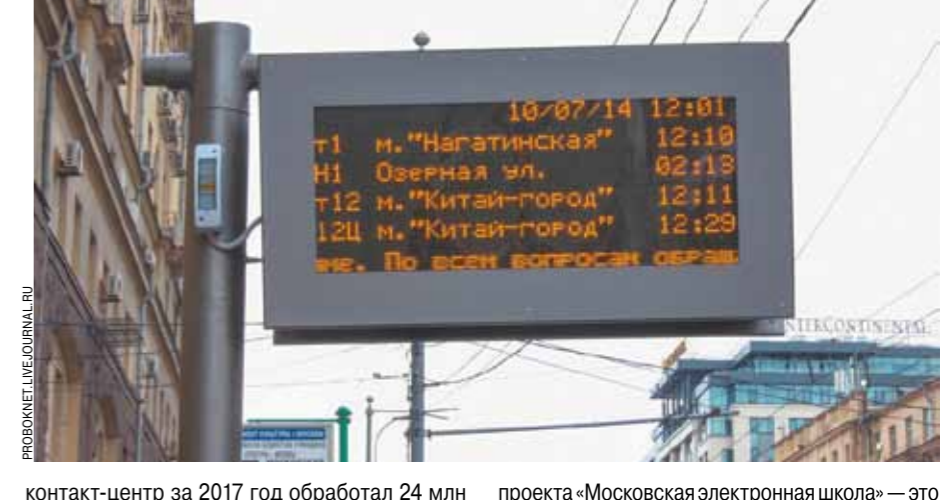 PROBOKNET.LIVEJOURNAL.RU
10/07/14 12:01
т1 м."Нагатинская" 12:10
Н1 Озерная ул. 02:13
т12 м."Китай-город" 12:11
12Ц м."Китай-город" 12:29
ме. По всем вопросам обращ
INTERCONTINENTAL
контакт-центр за 2017 год обработал 24 млн
проекта «Московская электронная школа» — это